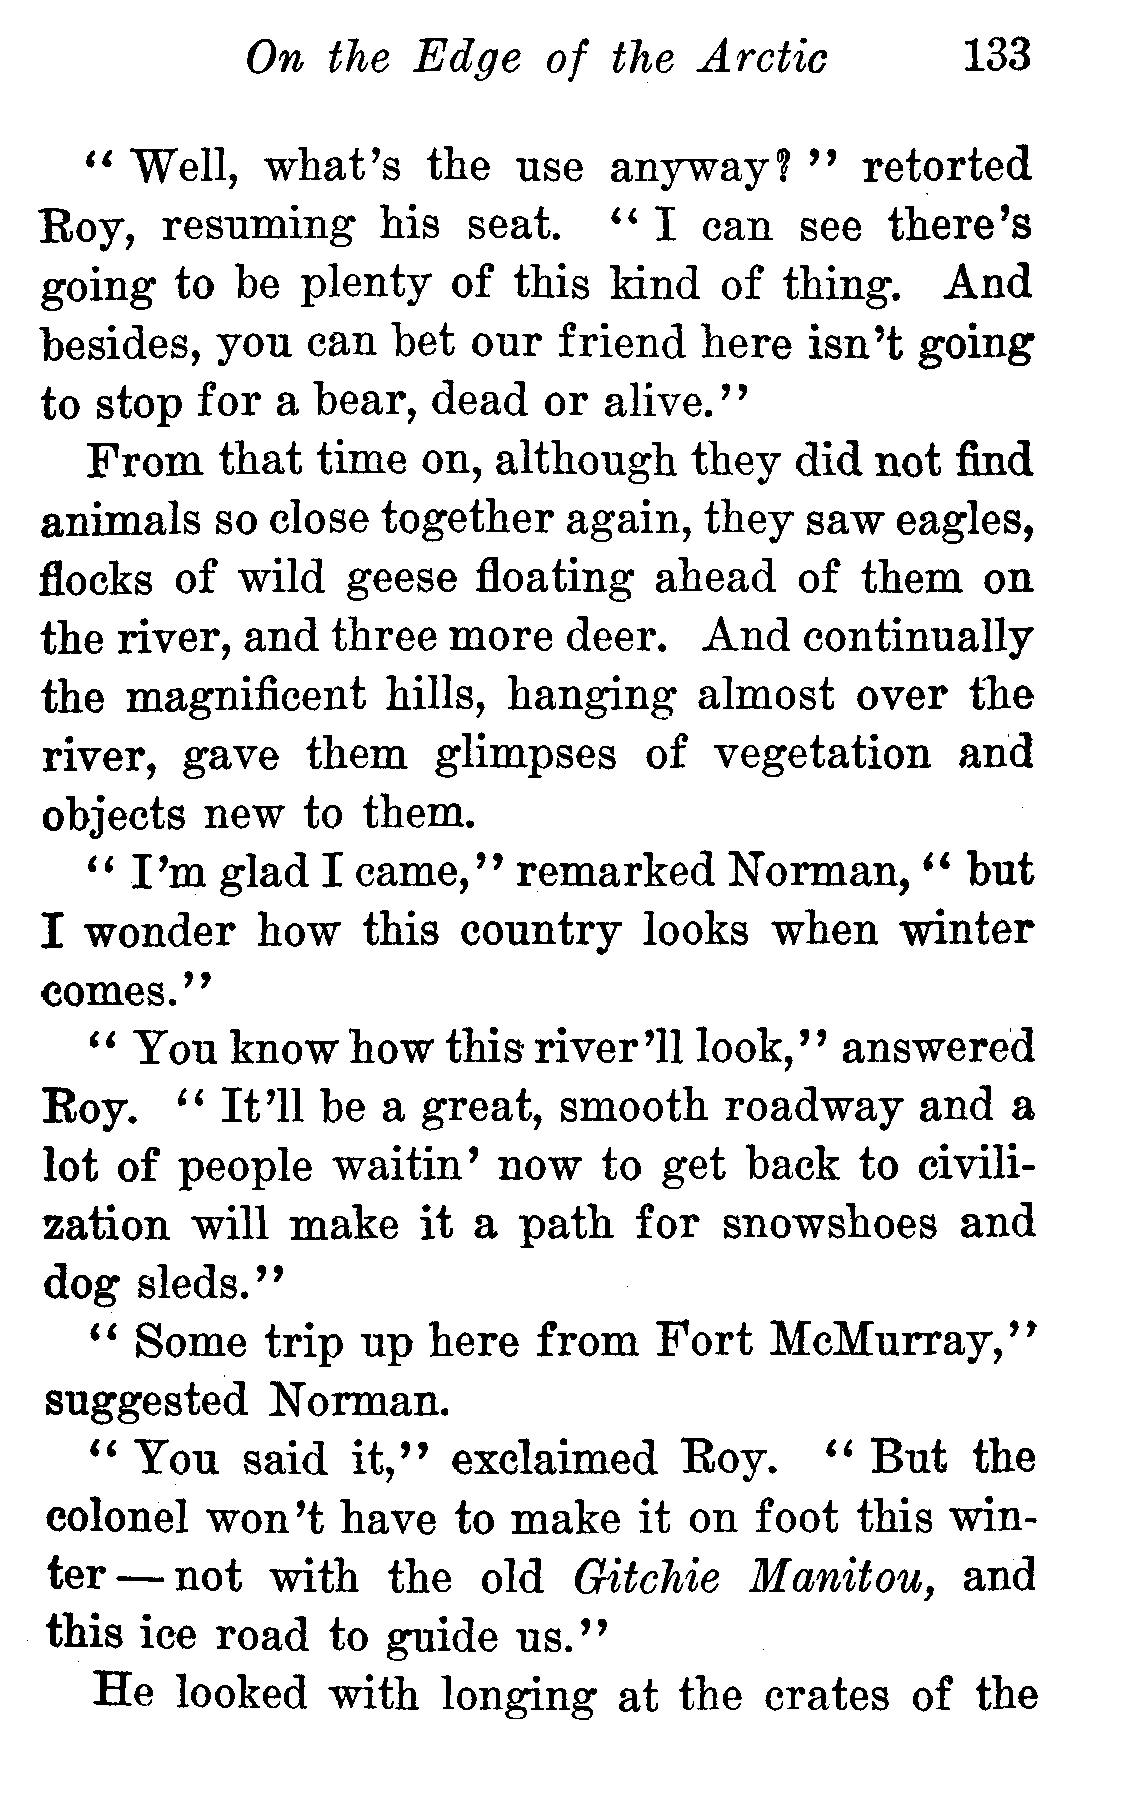 On the Edge of the Arctic 133
“ Well, what’s the use anyway? ” retorted
Roy, resuming his seat. “ I can see there’s
going to be plenty of this kind of thing. And
besides, you can bet our friend here isn’t going
to stop for a bear, dead or alive.”
From that time on, although they did not find
animals so close together again, they saw eagles,
flocks of wild geese floating ahead of them on
the river, and three more deer. And continually
the magnificent hills, hanging almost over the
river, gave them glimpses of vegetation and
objects new to them.
“ I’m glad I came,” remarked Norman, “ but
I wonder how this country looks when winter
comes.”
“ You know how this river’ll look,” answered
Roy. “ It’ll be a great, smooth roadway and a
lot of people waitin’ now to get back to civili-
zation will make it a path for snowshoes and
dog sleds.”
“ Some trip up here from Fort McMurray,”
suggested Norman.
“ You said it,” exclaimed Roy. “ But the
colonel won’t have to make it on foot this win-
ter — not with the old Gitchie Manitou, and
this ice road to guide us.”
He looked with longing at the crates of the